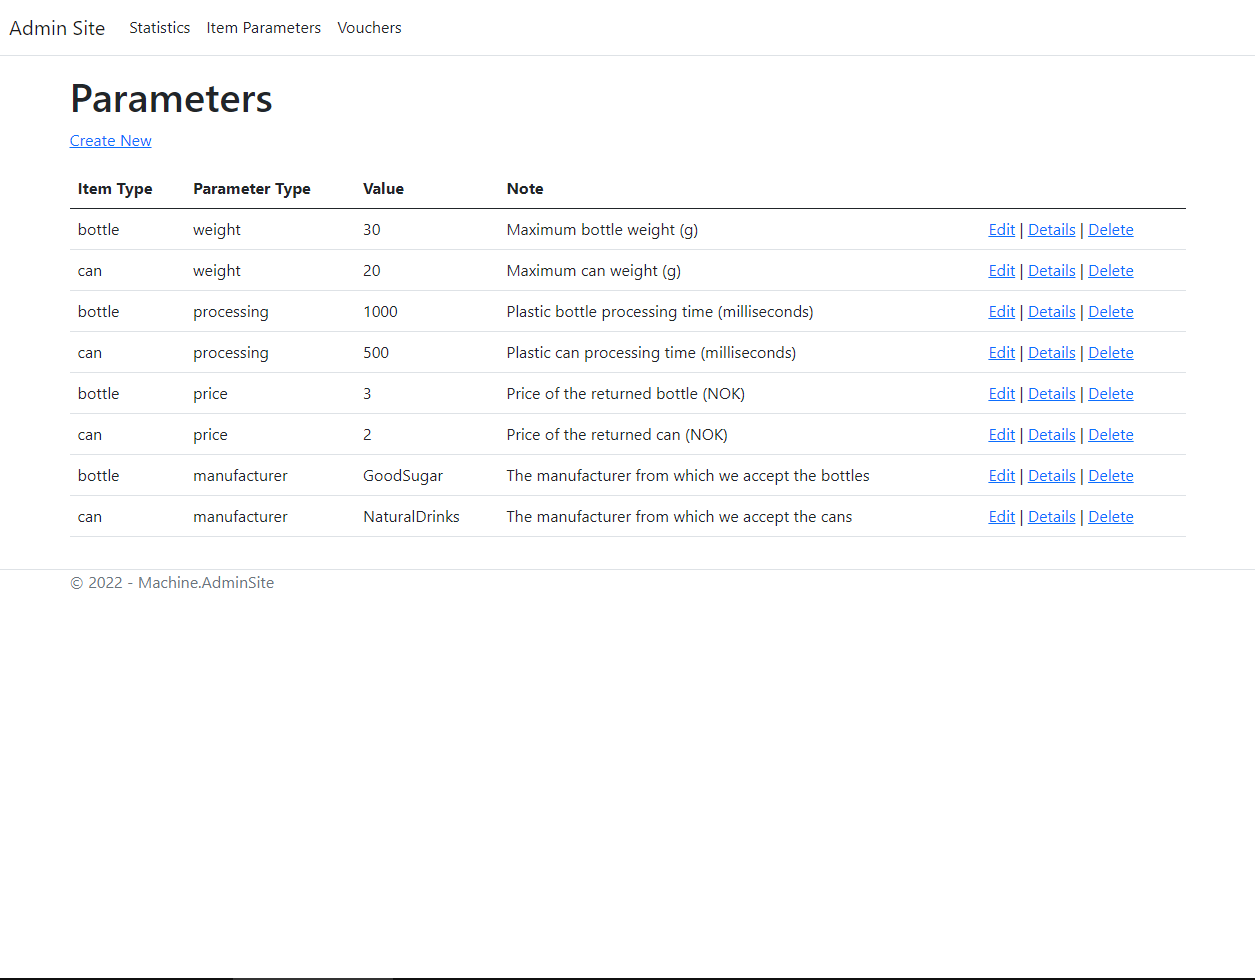 Admin Site Statistics Item Parameters Vouchers
Parameters
Create New
Item Type Parameter Type Value Note
bottle weight 30 Maximum bottle weight (g) Edit | Details | Delete
can weight 20 Maximum can weight (g) Edit | Details | Delete
bottle processing 1000 Plastic bottle processing time (milliseconds) Edit | Details | Delete
can processing 500 Plastic can processing time (milliseconds) Edit | Details | Delete
bottle price 3 Price of the returned bottle (NOK) Edit | Details | Delete
can price 2 Price of the returned can (NOK) Edit | Details | Delete
bottle manufacturer GoodSugar The manufacturer from which we accept the bottles Edit | Details | Delete
can manufacturer NaturalDrinks The manufacturer from which we accept the cans Edit | Details | Delete
© 2022 - Machine.AdminSite